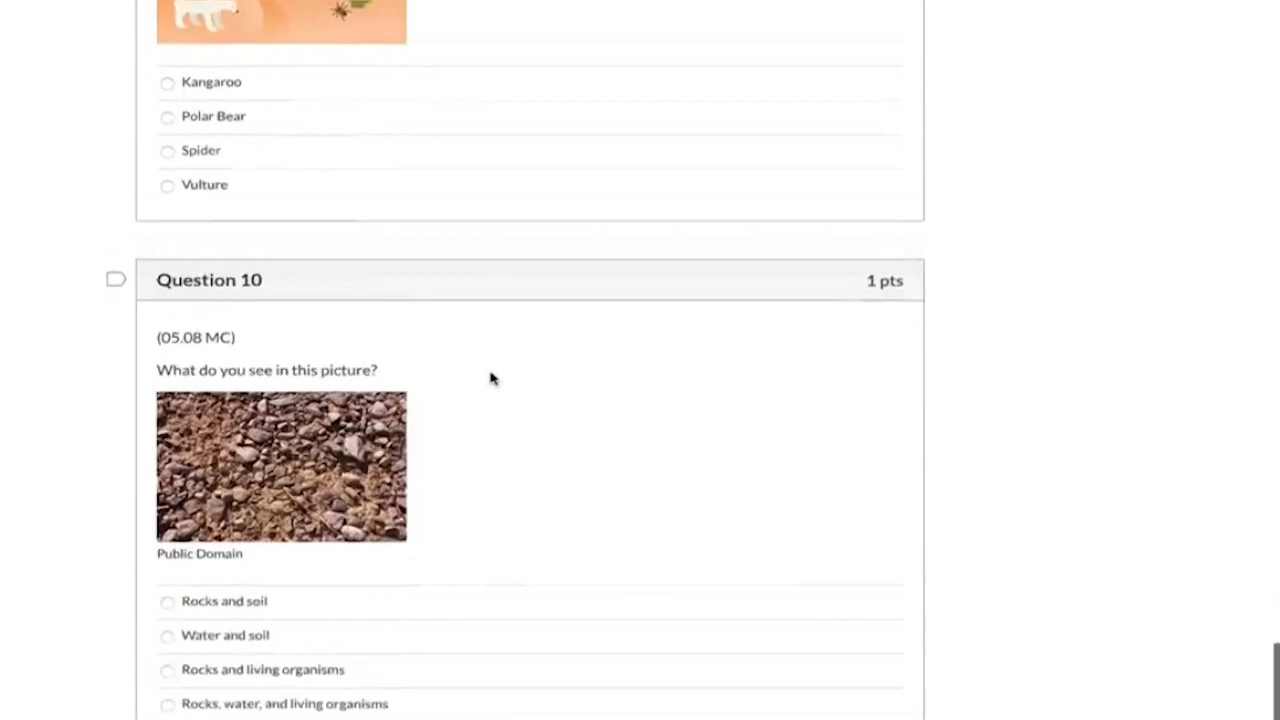 Kangaroo
Polar Bear
Spider
Vulture
Question 10
1 pts
(05.08 MC)
What do you see in this picture?
Public Domain
Rocks and soil
Water and soil
Rocks and living organisms
Rocks, water, and living organisms